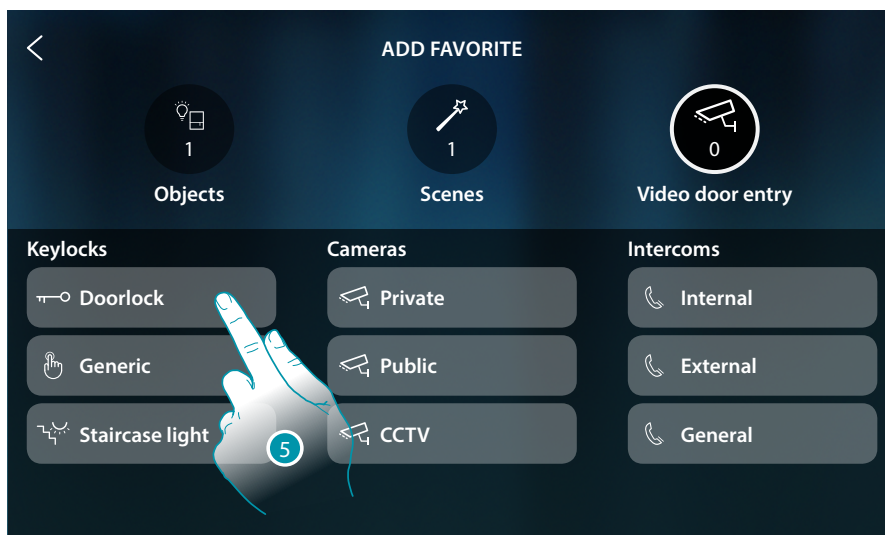 ADD FAVORITE
1
1
0
Objects
Scenes
Video door entry
Keylocks
Cameras
Intercoms
Doorlock
Private
Internal
Generic
Public
External
Staircase light
CCTV
General
5